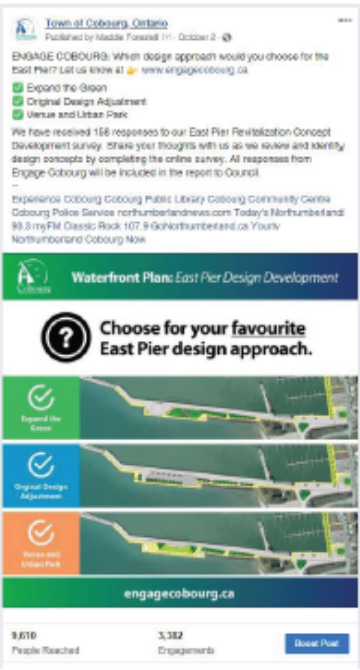 Town of Cobourg, Ontario
Published by Maddie Forestell · October 2 ·
ENGAGE COBOURG: Which design approach would you choose for the
East Pier? Let us know at 👉 www.engagecobourg.ca
✅ Expand the Green
✅ Original Design Adjustment
✅ Venue and Urban Park
We have received 158 responses to our East Pier Revitalization Concept
Development survey. Share your thoughts with us as we review and identify
design concepts by completing the online survey. All responses from
Engage Cobourg will be included in the report to Council.
--
Experience Cobourg Cobourg Public Library Cobourg Community Centre
Cobourg Police Service northumberlandnews.com Today's Northumberland
93.3 myFM Classic Rock 107.9 GoNorthumberland.ca Yourtv
Northumberland Cobourg Now
Cobourg
Waterfront Plan: East Pier Design Development
?
Choose for your favourite
East Pier design approach.
Expand the
Green
Original Design
Adjustment
Venue and
Urban Park
engagecobourg.ca
9,610
People Reached
3,382
Engagements
Boost Post